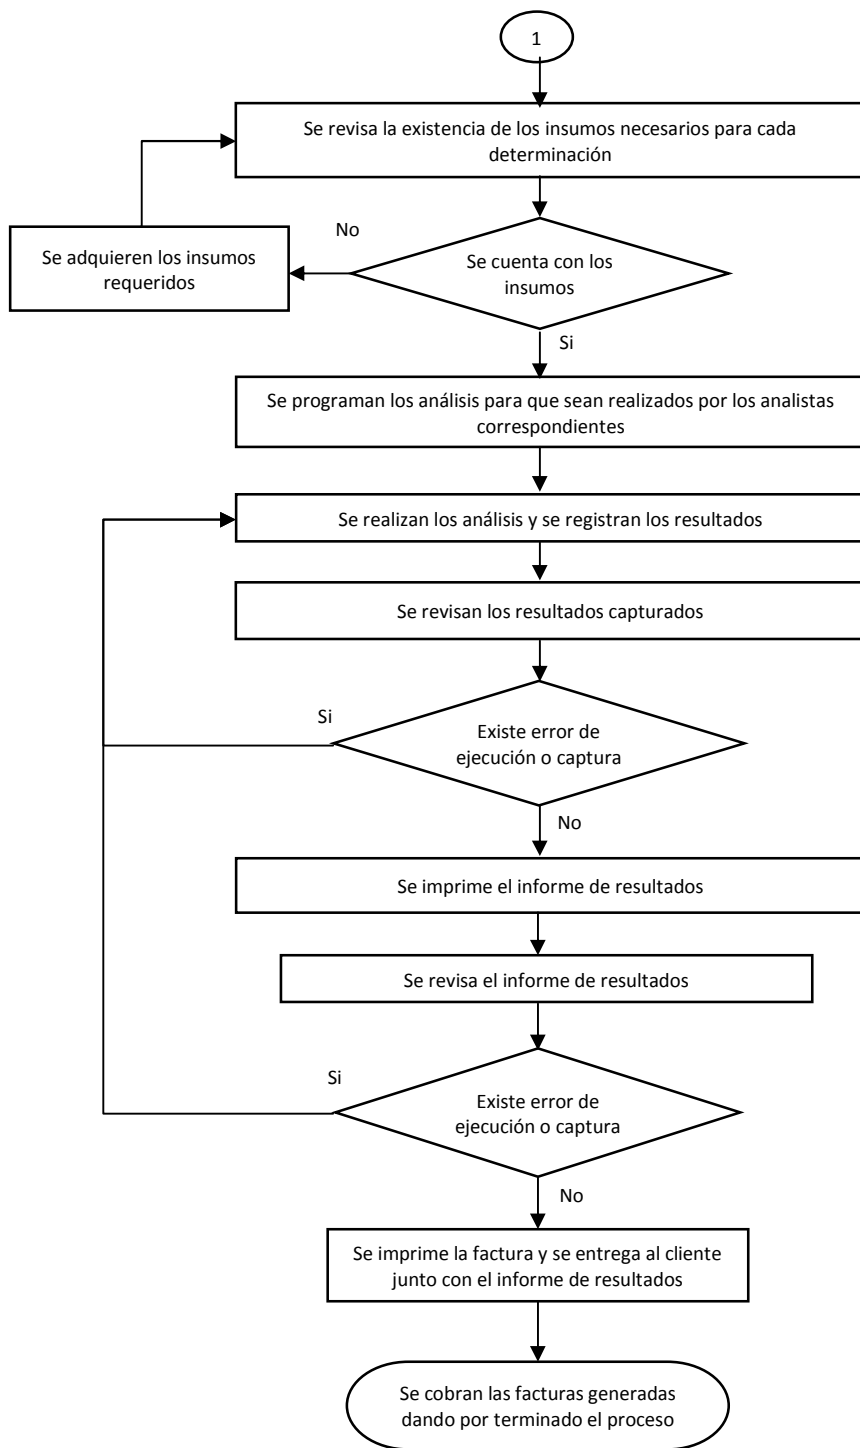 1
Se revisa la existencia de los insumos necesarios para cada
determinación
No
Se adquieren los insumos
requeridos
Se cuenta con los
insumos
Si
Se programan los análisis para que sean realizados por los analistas
correspondientes
Se realizan los análisis y se registran los resultados
Se revisan los resultados capturados
Si
Existe error de
ejecución o captura
No
Se imprime el informe de resultados
Se revisa el informe de resultados
Si
Existe error de
ejecución o captura
No
Se imprime la factura y se entrega al cliente
junto con el informe de resultados
Se cobran las facturas generadas
dando por terminado el proceso